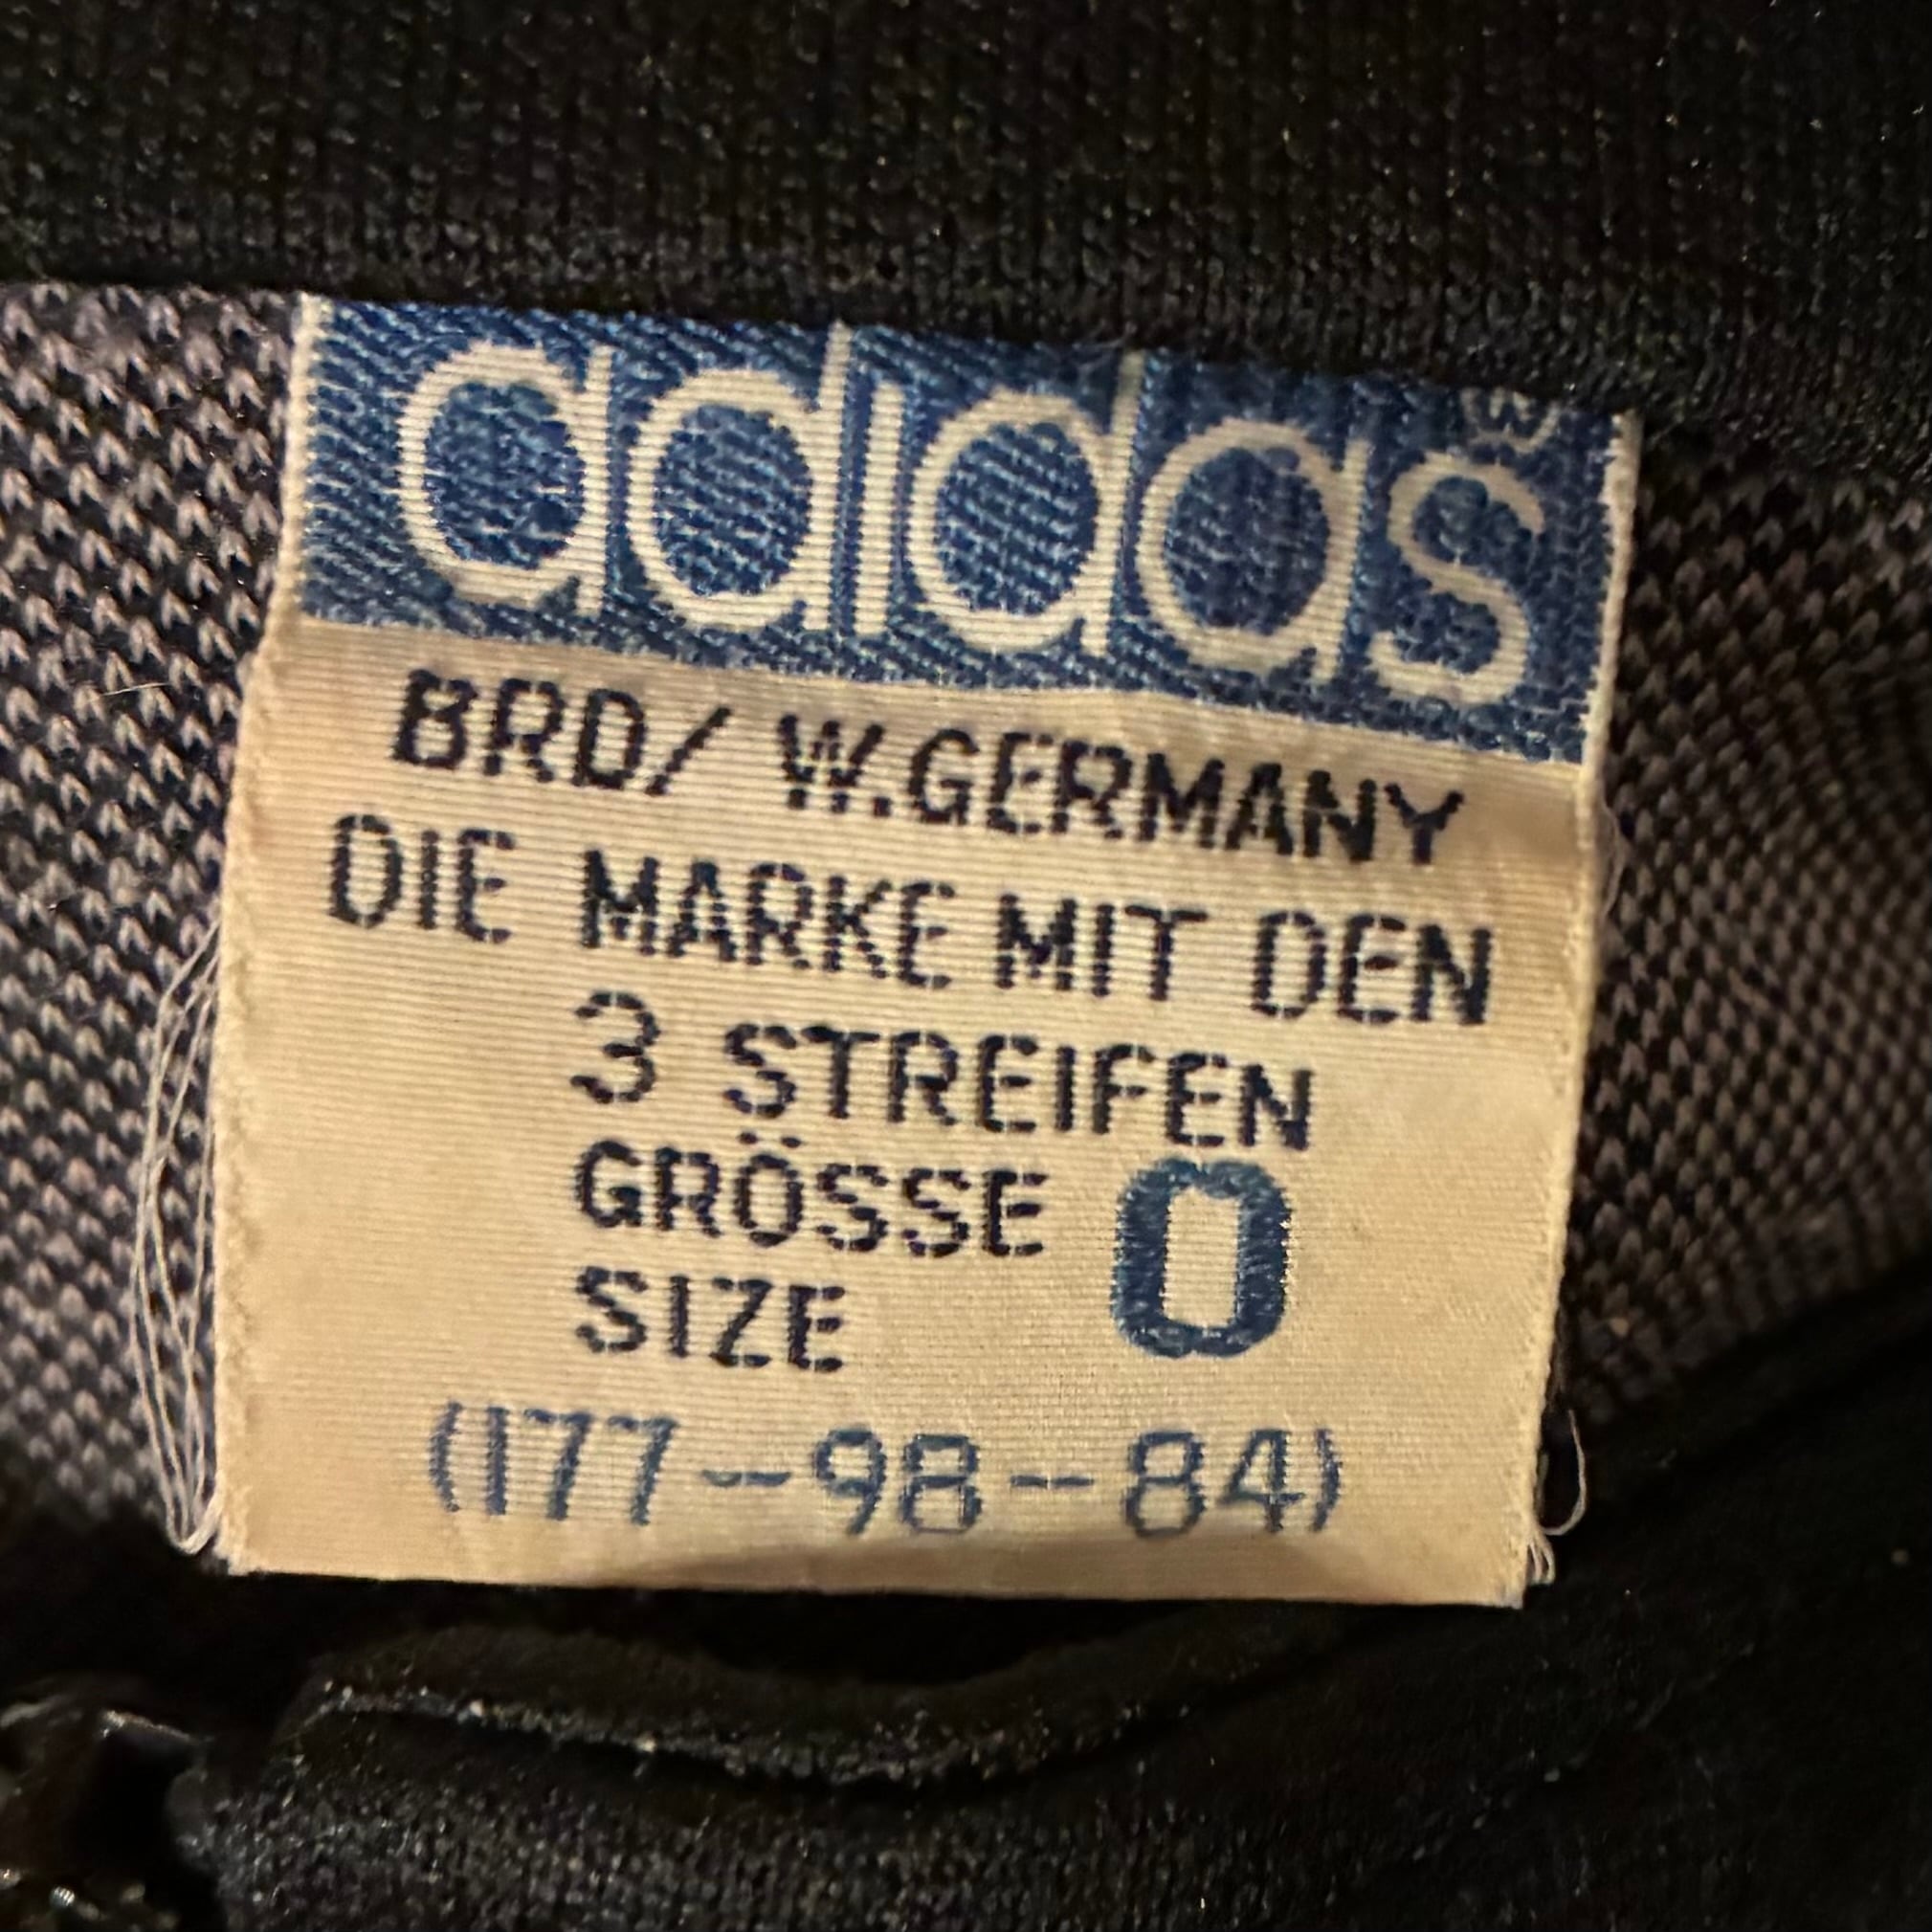 adidas
BRD/ W.GERMANY
DIE MARKE MIT DEN
3 STREIFEN
GRÖSSE 0
SIZE
(177-98-84)